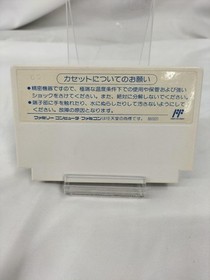 カセットについてのお願い
●精密機器ですので、極端な温度条件下での使用や保管および強い
ショックをさけてください。また、絶対に分解しないでください。
●端子部に手を触れたり、水にぬらしたりして汚さないようにして
ください。故障の原因となります。
ファミリー コンピュータ・ファミコンは任天堂の商標です。
FF